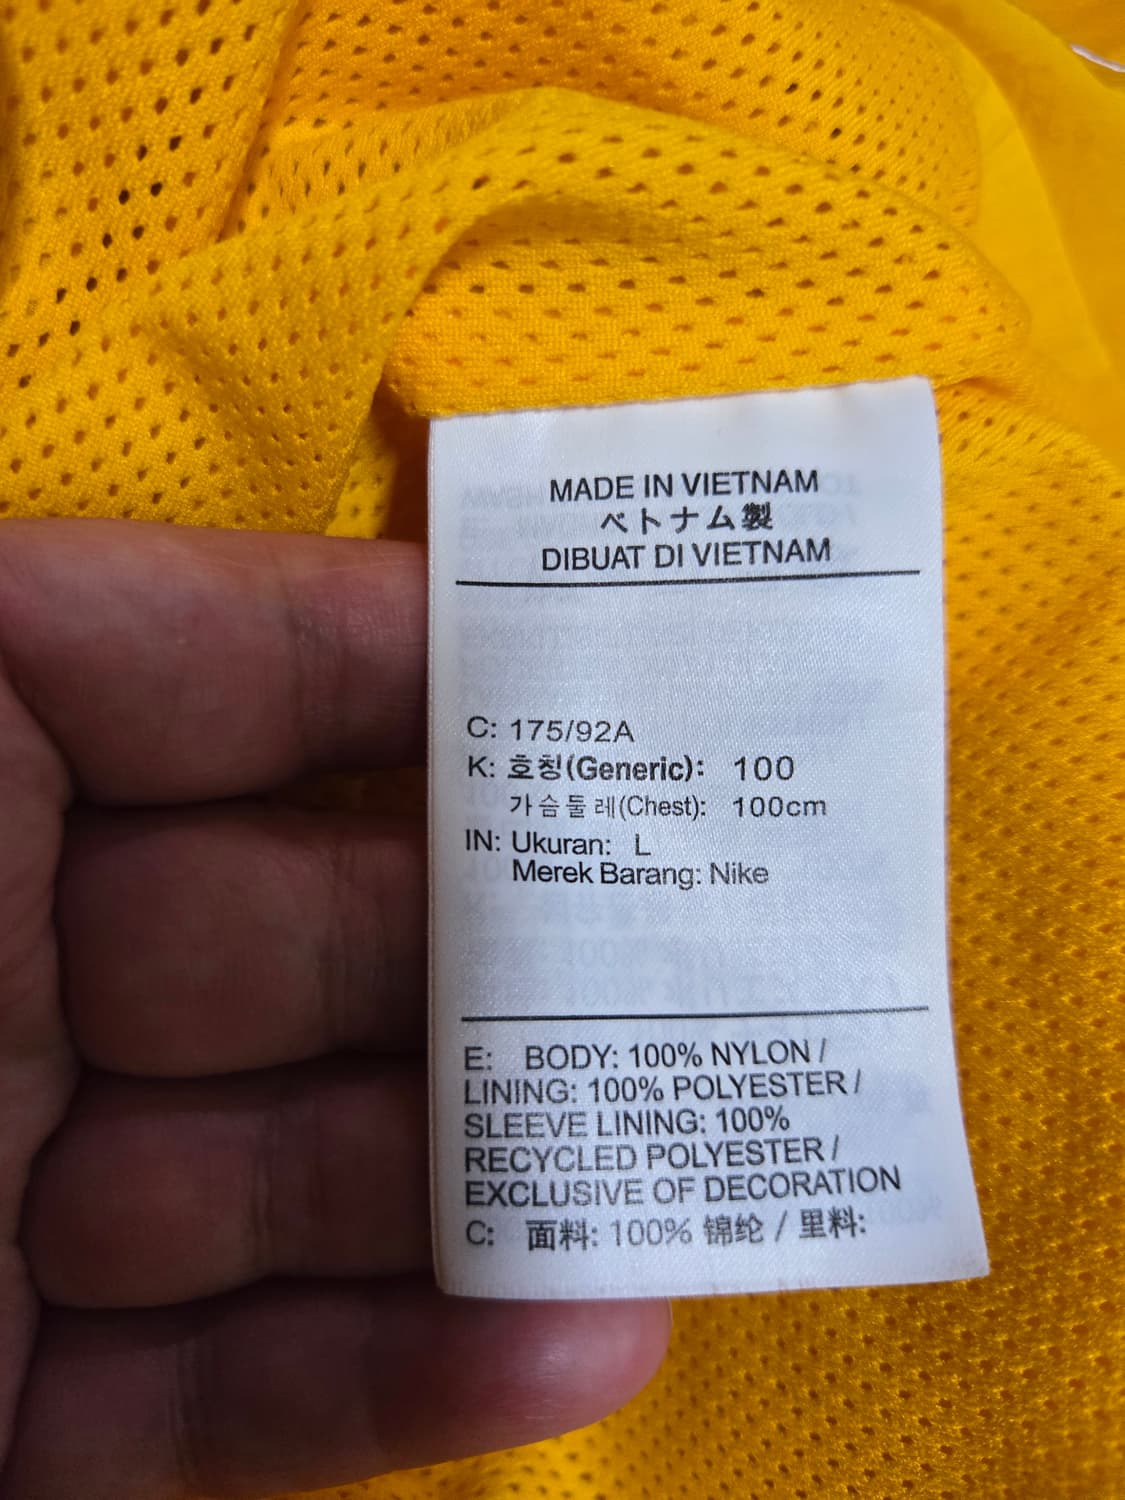 MADE IN VIETNAM
ベトナム製
DIBUAT DI VIETNAM
C: 175/92A
K: 호칭(Generic): 100
가슴둘레(Chest): 100cm
IN: Ukuran: L
Merek Barang: Nike
E: BODY: 100% NYLON /
LINING: 100% POLYESTER /
SLEEVE LINING: 100%
RECYCLED POLYESTER /
EXCLUSIVE OF DECORATION
C: 面料: 100% 锦纶 / 里料: